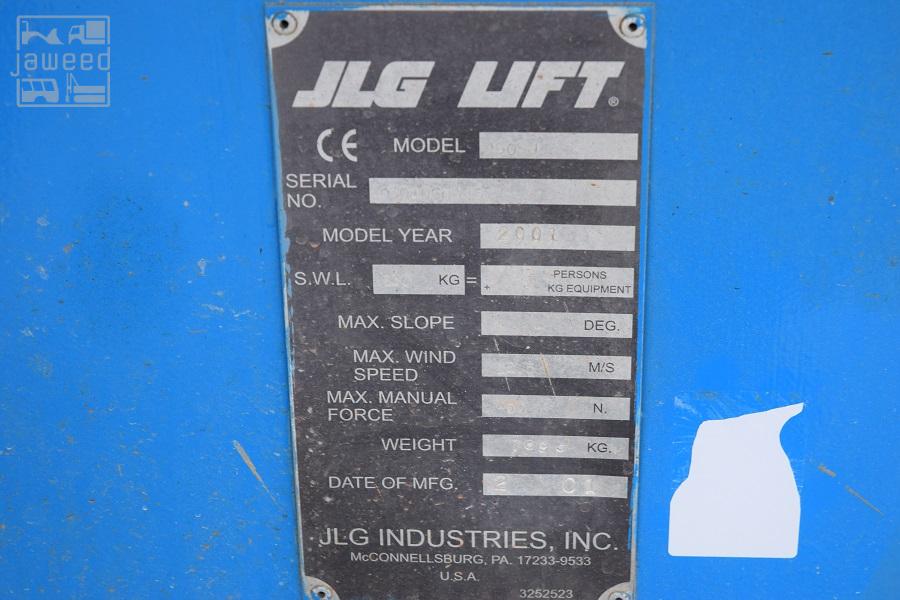 jaweed
JLG LIFT®
CE MODEL
SERIAL
NO.
MODEL YEAR 2001
S.W.L. KG = PERSONS
+ KG EQUIPMENT
MAX. SLOPE DEG.
MAX. WIND
SPEED M/S
MAX. MANUAL
FORCE N.
WEIGHT KG.
DATE OF MFG. 2 01
JLG INDUSTRIES, INC.
McCONNELLSBURG, PA. 17233-9533
U.S.A.
3252523